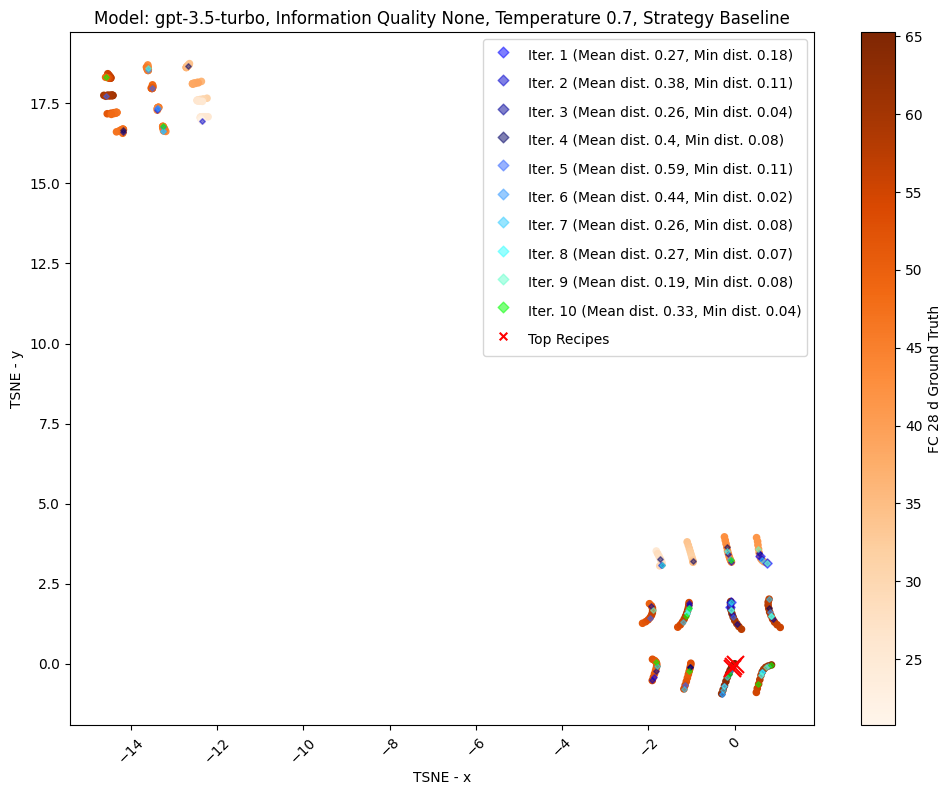 Model: gpt-3.5-turbo, Information Quality None, Temperature 0.7, Strategy Baseline
TSNE - y
17.5
15.0
12.5
10.0
7.5
5.0
2.5
0.0
Iter. 1 (Mean dist. 0.27, Min dist. 0.18)
Iter. 2 (Mean dist. 0.38, Min dist. 0.11)
Iter. 3 (Mean dist. 0.26, Min dist. 0.04)
Iter. 4 (Mean dist. 0.4, Min dist. 0.08)
Iter. 5 (Mean dist. 0.59, Min dist. 0.11)
Iter. 6 (Mean dist. 0.44, Min dist. 0.02)
Iter. 7 (Mean dist. 0.26, Min dist. 0.08)
Iter. 8 (Mean dist. 0.27, Min dist. 0.07)
Iter. 9 (Mean dist. 0.19, Min dist. 0.08)
Iter. 10 (Mean dist. 0.33, Min dist. 0.04)
Top Recipes
−14
−12
−10
−8
−6
−4
−2
0
TSNE - x
65
60
55
50
45
40
35
30
25
FC 28 d Ground Truth